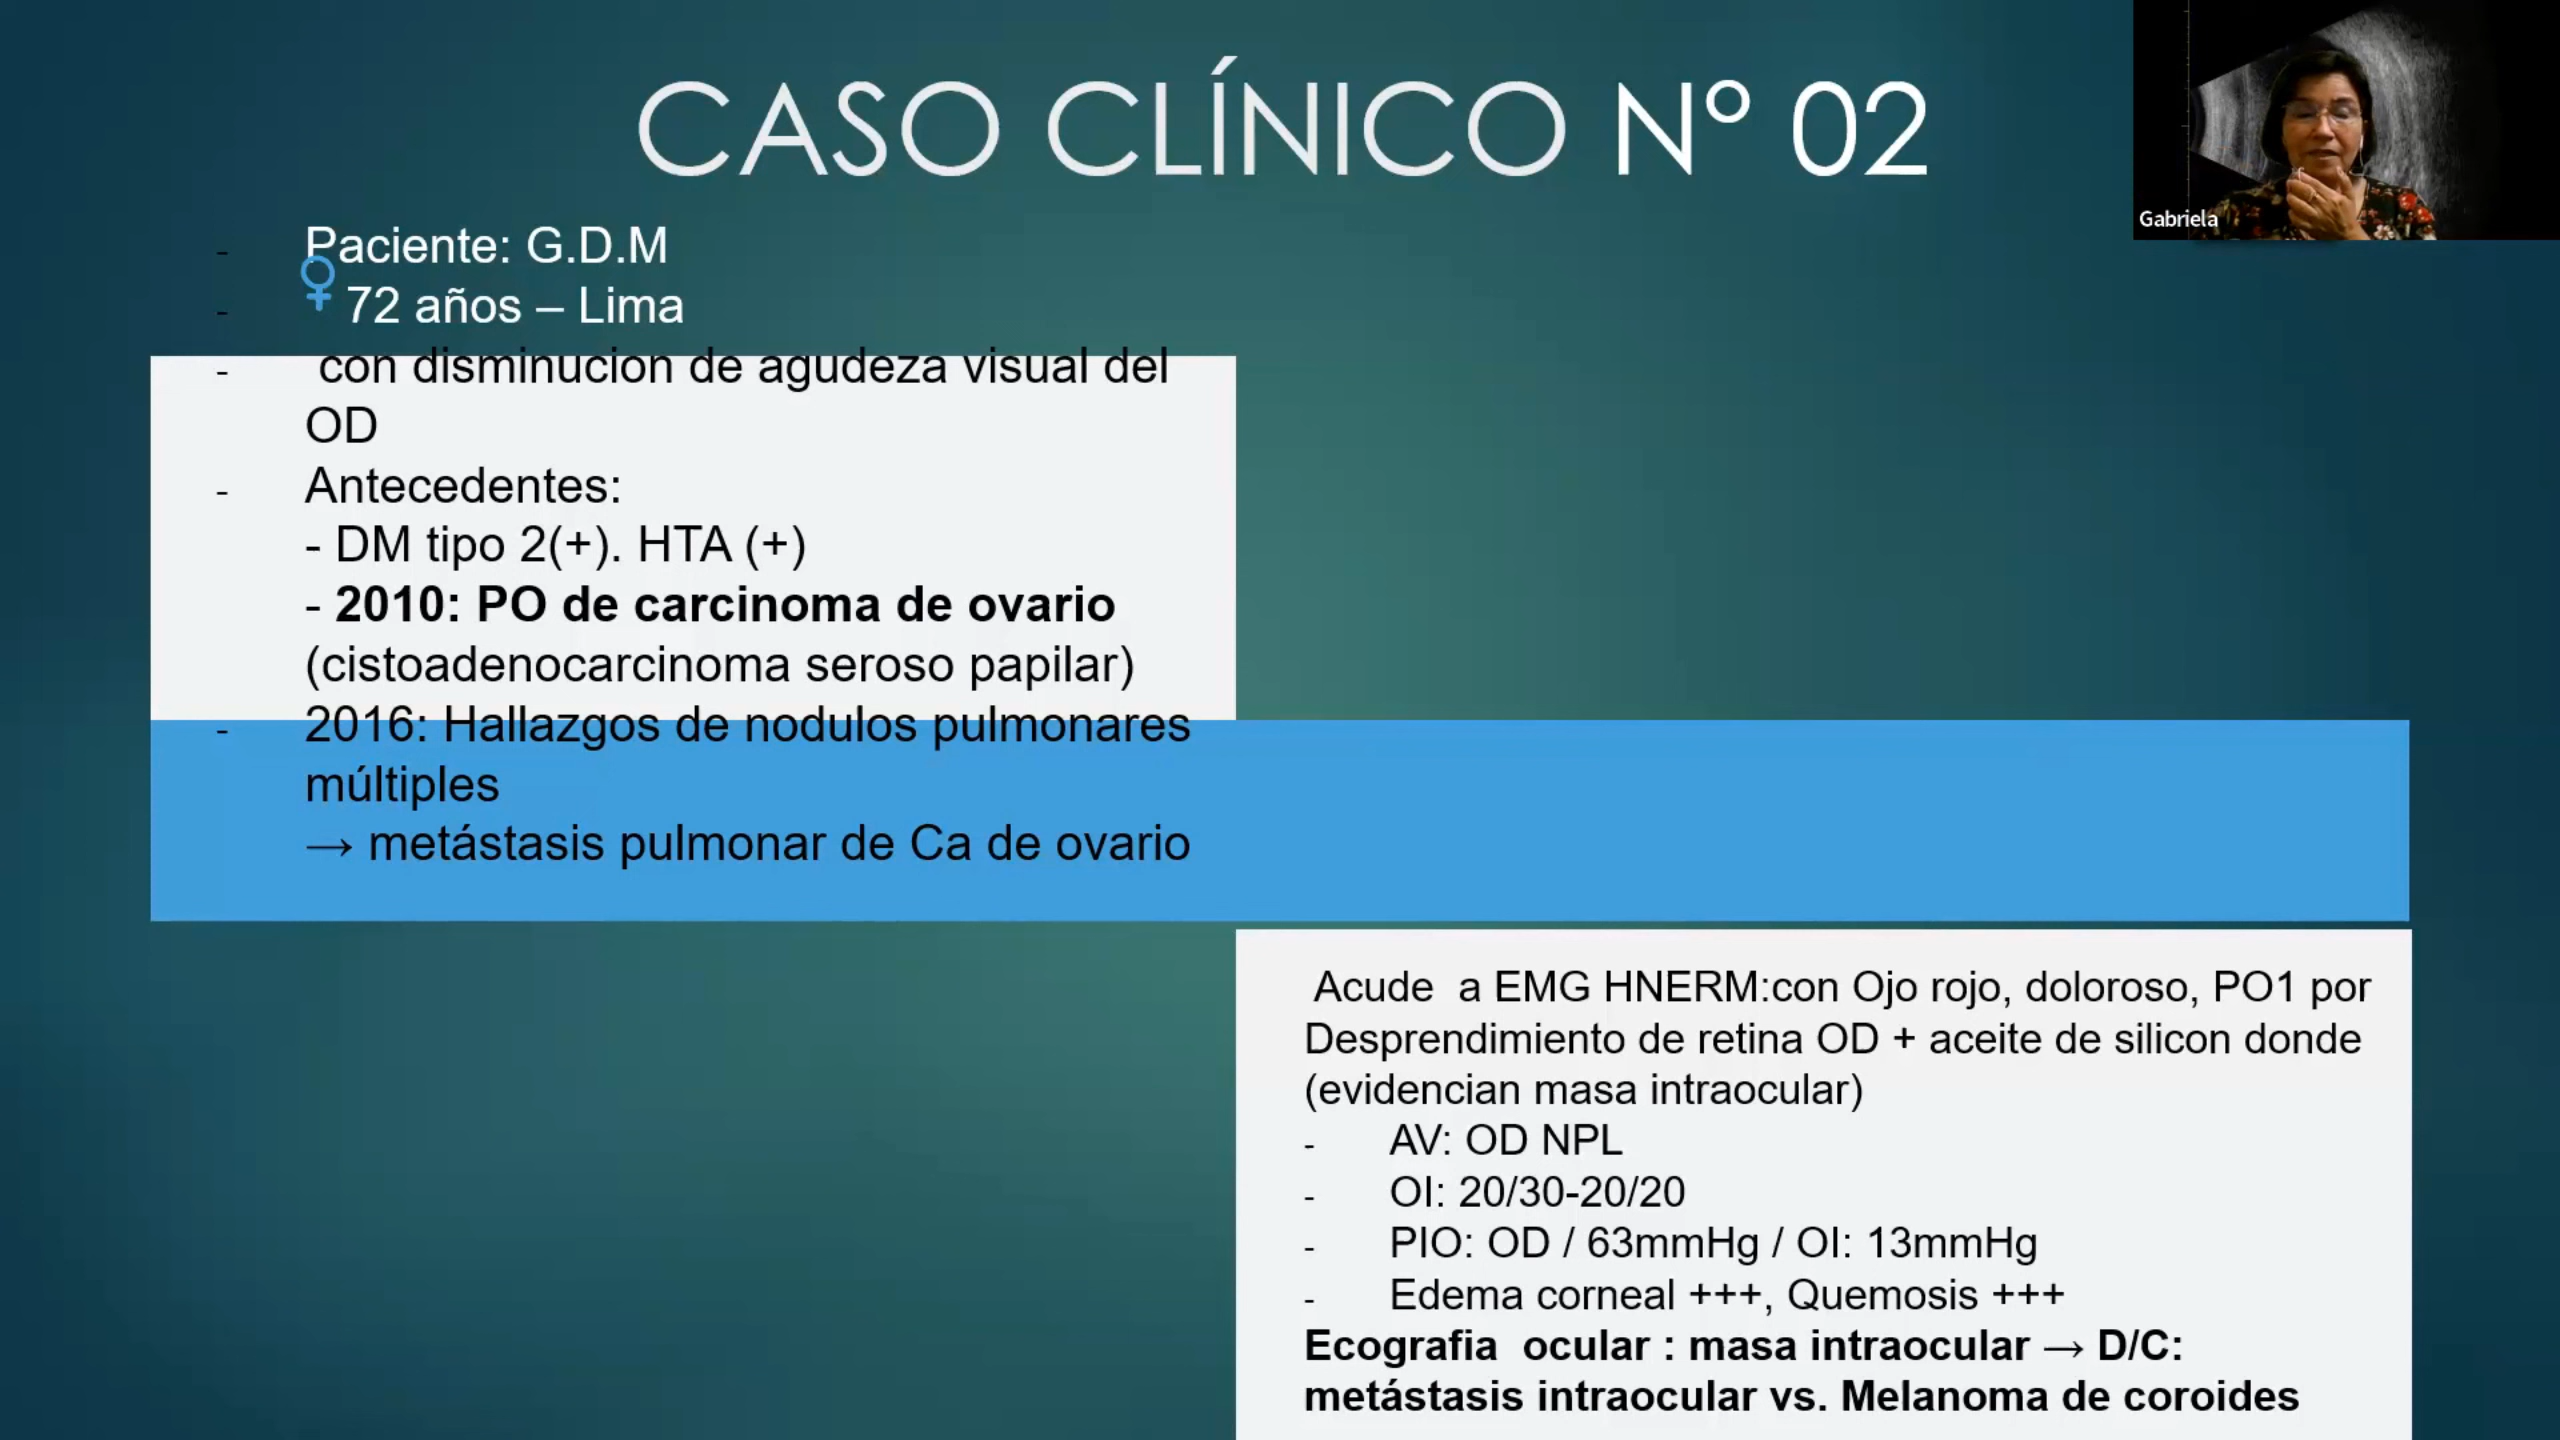 CASO CLÍNICO N° 02
Gabriela
- Paciente: G.D.M
- ♀ 72 años – Lima
- con disminucion de agudeza visual del
OD
- Antecedentes:
- DM tipo 2(+). HTA (+)
- 2010: PO de carcinoma de ovario
(cistoadenocarcinoma seroso papilar)
- 2016: Hallazgos de nodulos pulmonares
múltiples
→ metástasis pulmonar de Ca de ovario
Acude a EMG HNERM:con Ojo rojo, doloroso, PO1 por
Desprendimiento de retina OD + aceite de silicon donde
(evidencian masa intraocular)
- AV: OD NPL
- OI: 20/30-20/20
- PIO: OD / 63mmHg / OI: 13mmHg
- Edema corneal +++, Quemosis +++
Ecografia ocular : masa intraocular → D/C:
metástasis intraocular vs. Melanoma de coroides